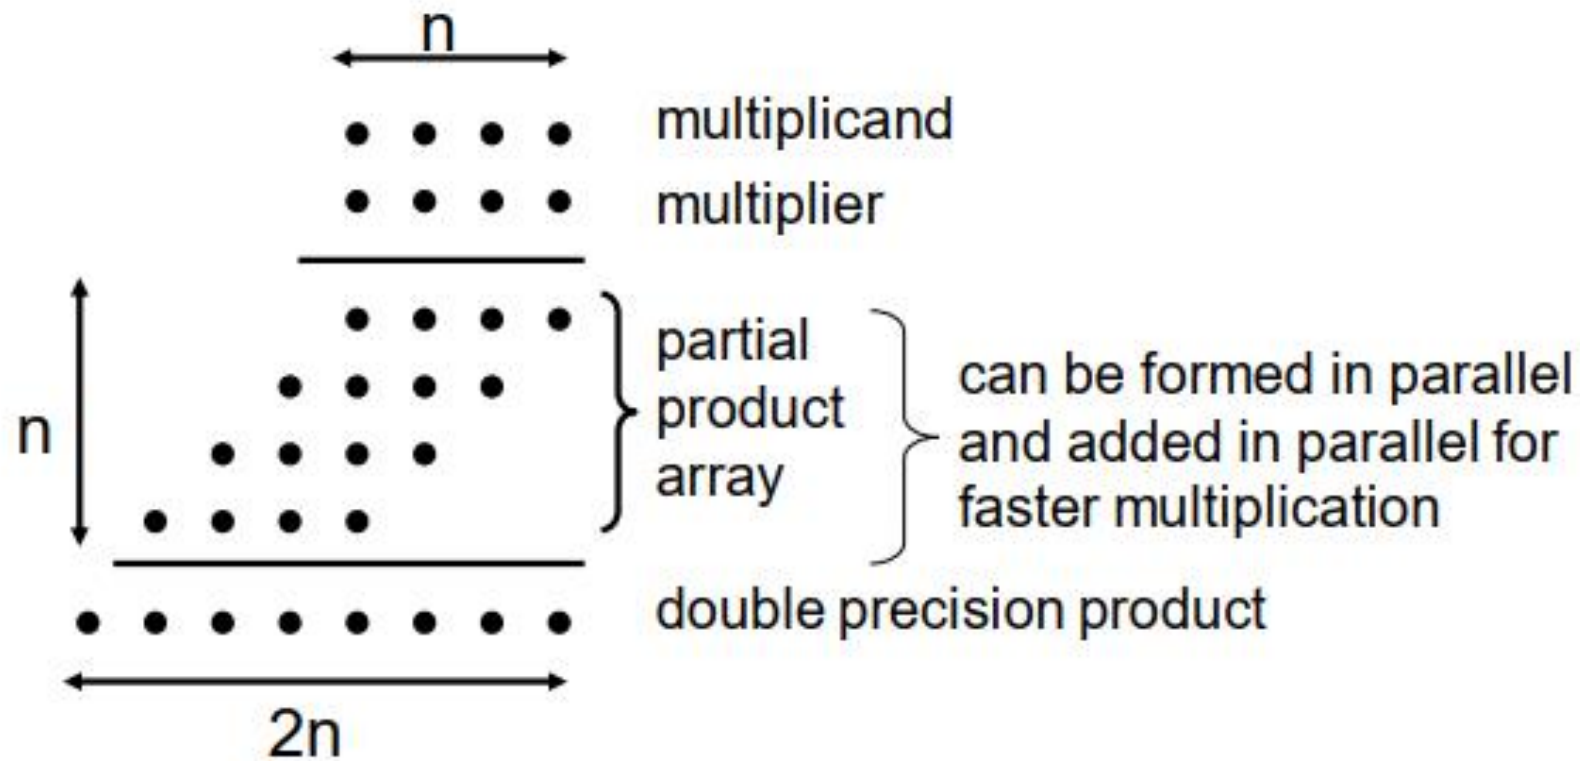 n
multiplicand
multiplier
n
partial
product
array
can be formed in parallel
and added in parallel for
faster multiplication
double precision product
2n